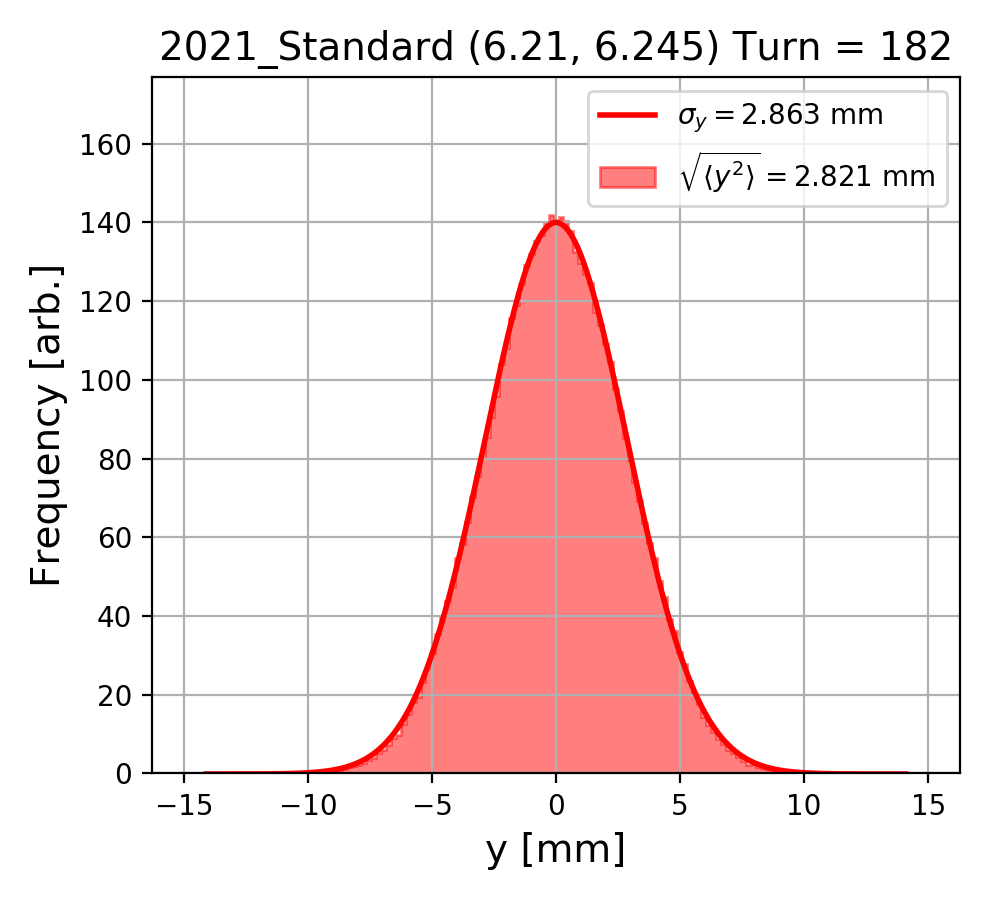 2021_Standard (6.21, 6.245) Turn = 182
σ_y = 2.863 mm
√⟨y²⟩ = 2.821 mm
Frequency [arb.]
160
140
120
100
80
60
40
20
0
−15 −10 −5 0 5 10 15
y [mm]